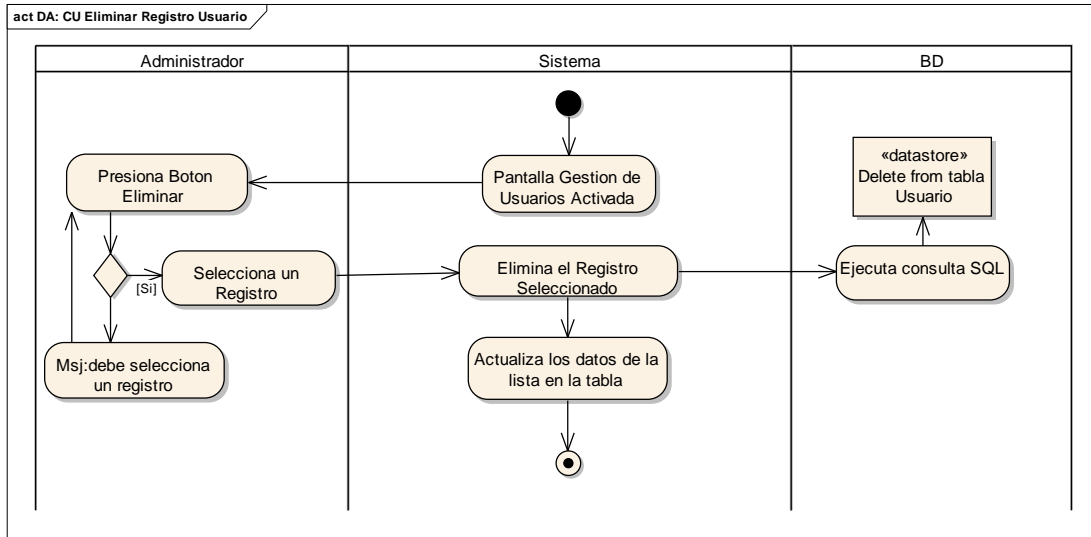 act DA: CU Eliminar Registro Usuario
Administrador
Sistema
BD
Presiona Boton
Eliminar
Pantalla Gestion de
Usuarios Activada
«datastore»
Delete from tabla
Usuario
[Si]
Selecciona un
Registro
Elimina el Registro
Seleccionado
Ejecuta consulta SQL
Msj:debe selecciona
un registro
Actualiza los datos de la
lista en la tabla